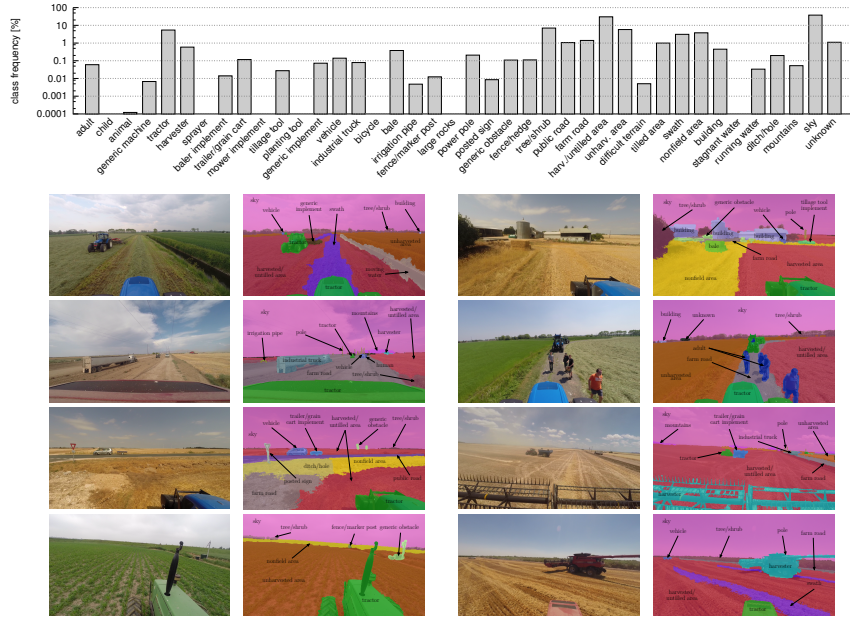 class frequency [%]
100
10
1
0.1
0.01
0.001
0.0001
adult
child
animal
generic machine
tractor
harvester
sprayer
baler implement
trailer/grain cart
mower implement
tillage tool
planting tool
generic implement
vehicle
industrial truck
bicycle
bale
irrigation pipe
fence/marker post
large rocks
power pole
posted sign
generic obstacle
fence/hedge
tree/shrub
public road
farm road
harv./untilled area
unharv. area
difficult terrain
tilled area
swath
nonfield area
building
stagnant water
running water
ditch/hole
mountains
sky
unknown
sky
vehicle
generic
implement
swath
tree/shrub
building
tractor
harvested/
untilled area
unharvested
area
tractor
sky
tree/shrub
generic obstacle
vehicle
pole
tillage tool
implement
building
building
building
bale
farm road
nonfield area
harvested area
tractor
sky
irrigation pipe
pole
tractor
mountains
harvester
harvested/
untilled area
industrial truck
farm road
vehicle
tree/shrub
tractor
building
unknown
sky
tree/shrub
adult
farm road
unharvested
area
harvested/
untilled area
tractor
sky
vehicle
trailer/grain
cart implement
harvested/
untilled area
generic
obstacle
tree/shrub
nonfield area
ditch/hole
posted sign
farm road
public road
tractor
sky
mountains
trailer/grain
cart implement
industrial truck
pole
unharvested
area
tractor
harvested/
untilled area
harvester
sky
tree/shrub
fence/marker post
generic obstacle
nonfield area
unharvested area
tractor
sky
vehicle
tree/shrub
pole
farm road
harvester
swath
harvested/
untilled area
tractor